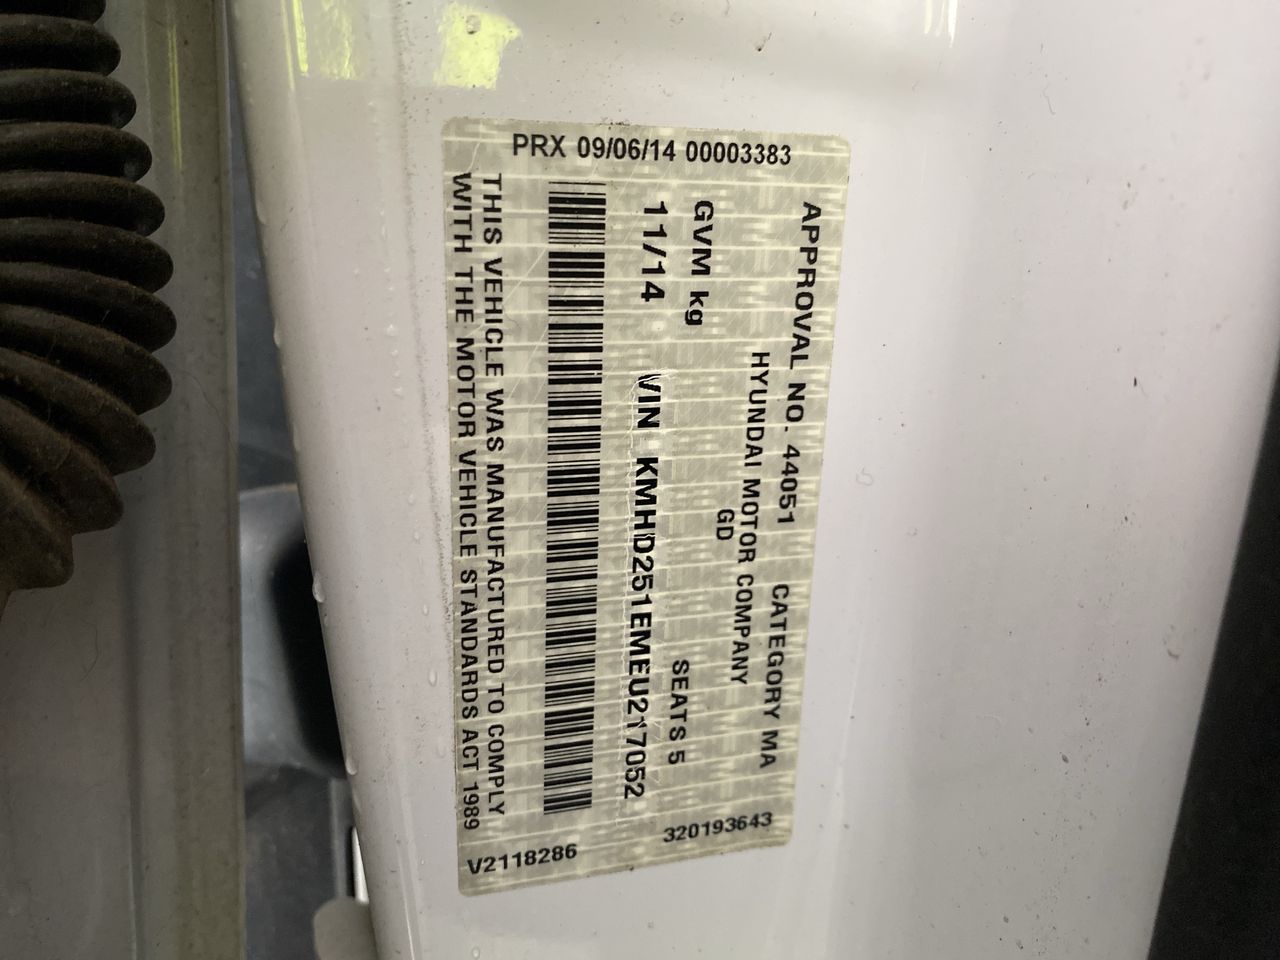 PRX 09/06/14 00003383
APPROVAL NO. 44051 CATEGORY MA
HYUNDAI MOTOR COMPANY
GD
GVM kg SEATS 5
11/14 VIN KMHD251EMEU217052
THIS VEHICLE WAS MANUFACTURED TO COMPLY
WITH THE MOTOR VEHICLE STANDARDS ACT 1989
V2118286 320193643